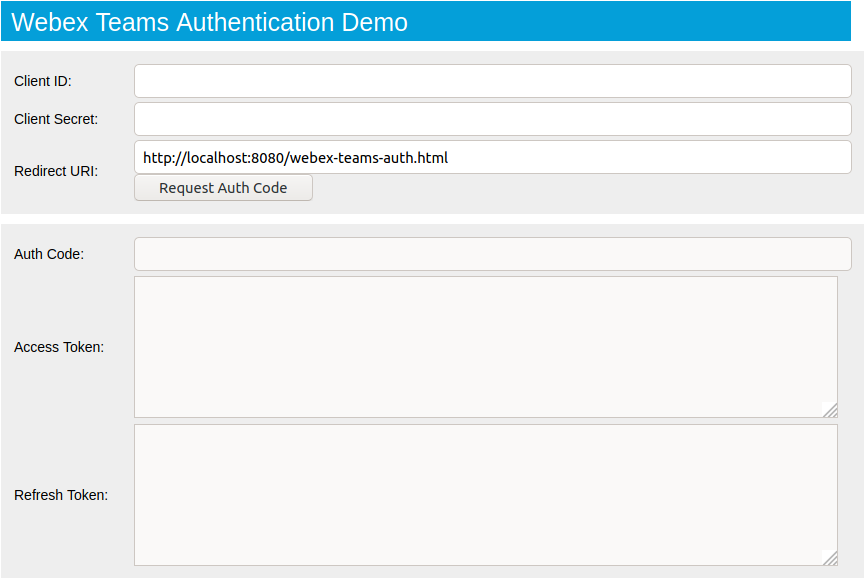 Webex Teams Authentication Demo
Client ID:
Client Secret:
Redirect URI:
http://localhost:8080/webex-teams-auth.html
Request Auth Code
Auth Code:
Access Token:
Refresh Token: